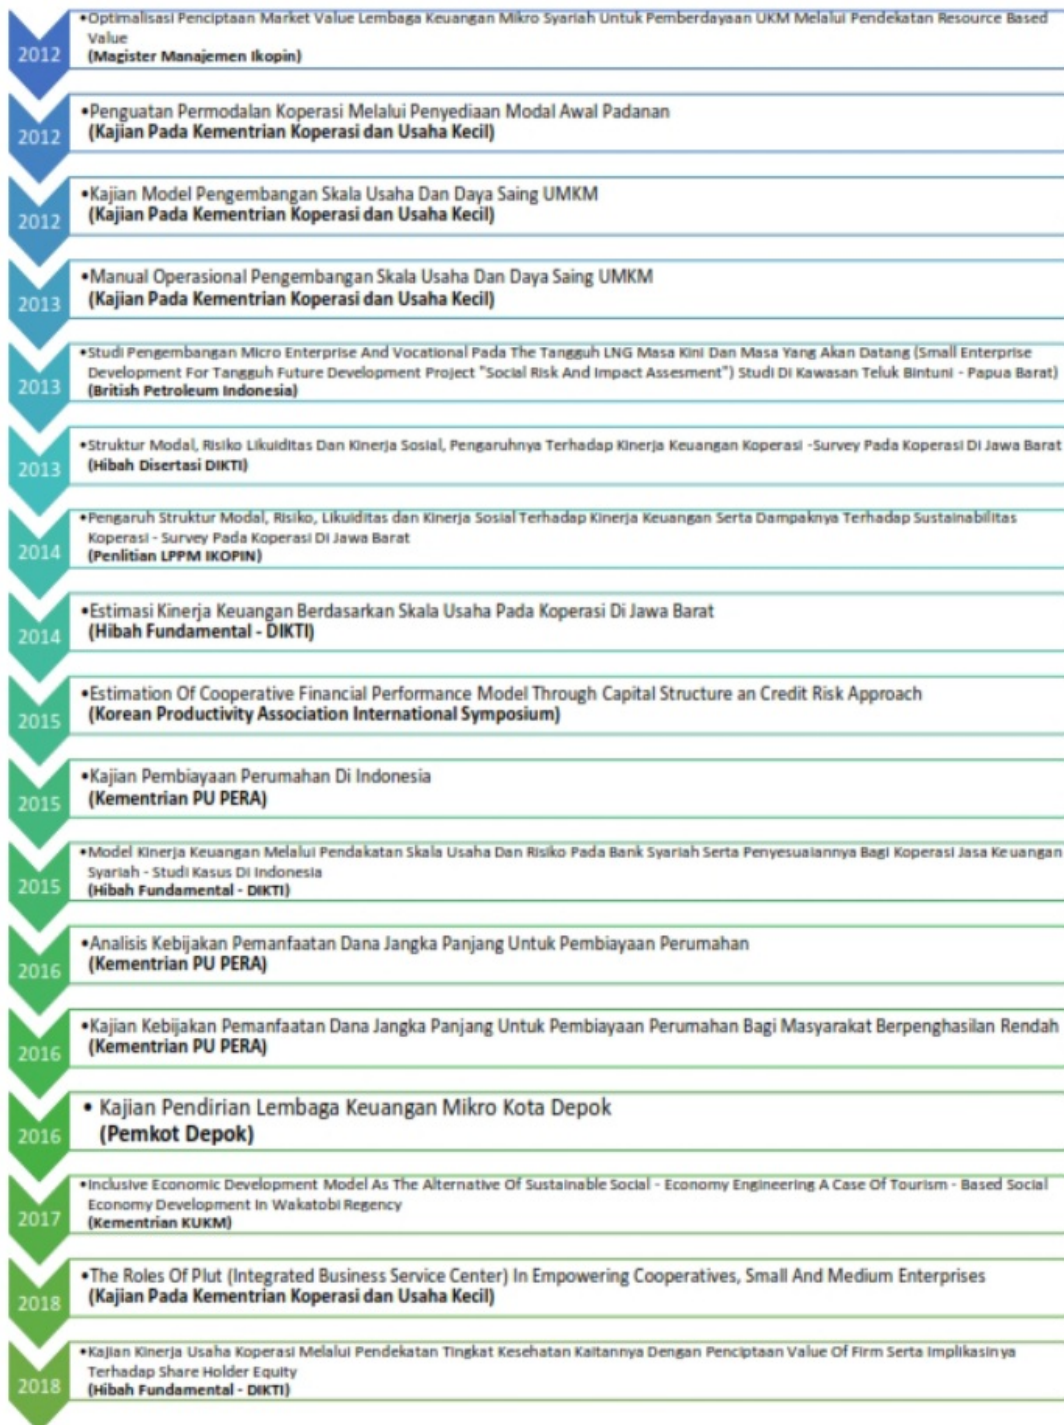 •Optimalisasi Penciptaan Market Value Lembaga Keuangan Mikro Syariah Untuk Pemberdayaan UKM Melalui Pendekatan Resource Based
Value
2012
(Magister Manajemen Ikopin)
•Penguatan Permodalan Koperasi Melalui Penyediaan Modal Awal Padanan
2012
(Kajian Pada Kementrian Koperasi dan Usaha Kecil)
•Kajian Model Pengembangan Skala Usaha Dan Daya Saing UMKM
2012
(Kajian Pada Kementrian Koperasi dan Usaha Kecil)
•Manual Operasional Pengembangan Skala Usaha Dan Daya Saing UMKM
2013
(Kajian Pada Kementrian Koperasi dan Usaha Kecil)
•Studi Pengembangan Micro Enterprise And Vocational Pada The Tangguh LNG Masa Kini Dan Masa Yang Akan Datang (Small Enterprise
Development For Tangguh Future Development Project "Social Risk And Impact Assesment") Studi Di Kawasan Teluk Bintuni - Papua Barat)
2013
(British Petroleum Indonesia)
•Struktur Modal, Risiko Likuiditas Dan Kinerja Sosial, Pengaruhnya Terhadap Kinerja Keuangan Koperasi -Survey Pada Koperasi Di Jawa Barat
2013
(Hibah Disertasi DIKTI)
•Pengaruh Struktur Modal, Risiko, Likuiditas dan Kinerja Sosial Terhadap Kinerja Keuangan Serta Dampaknya Terhadap Sustainabilitas
Koperasi - Survey Pada Koperasi Di Jawa Barat
2014
(Penlitian LPPM IKOPIN)
•Estimasi Kinerja Keuangan Berdasarkan Skala Usaha Pada Koperasi Di Jawa Barat
2014
(Hibah Fundamental - DIKTI)
•Estimation Of Cooperative Financial Performance Model Through Capital Structure an Credit Risk Approach
2015
(Korean Productivity Association International Symposium)
•Kajian Pembiayaan Perumahan Di Indonesia
2015
(Kementrian PU PERA)
•Model Kinerja Keuangan Melalui Pendakatan Skala Usaha Dan Risiko Pada Bank Syariah Serta Penyesuaiannya Bagi Koperasi Jasa Keuangan
Syariah - Studi Kasus Di Indonesia
2015
(Hibah Fundamental - DIKTI)
•Analisis Kebijakan Pemanfaatan Dana Jangka Panjang Untuk Pembiayaan Perumahan
2016
(Kementrian PU PERA)
•Kajian Kebijakan Pemanfaatan Dana Jangka Panjang Untuk Pembiayaan Perumahan Bagi Masyarakat Berpenghasilan Rendah
2016
(Kementrian PU PERA)
• Kajian Pendirian Lembaga Keuangan Mikro Kota Depok
2016
(Pemkot Depok)
•Inclusive Economic Development Model As The Alternative Of Sustainable Social - Economy Engineering A Case Of Tourism - Based Social
Economy Development In Wakatobi Regency
2017
(Kementrian KUKM)
•The Roles Of Plut (Integrated Business Service Center) In Empowering Cooperatives, Small And Medium Enterprises
2018
(Kajian Pada Kementrian Koperasi dan Usaha Kecil)
•Kajian Kinerja Usaha Koperasi Melalui Pendekatan Tingkat Kesehatan Kaitannya Dengan Penciptaan Value Of Firm Serta Implikasinya
Terhadap Share Holder Equity
2018
(Hibah Fundamental - DIKTI)